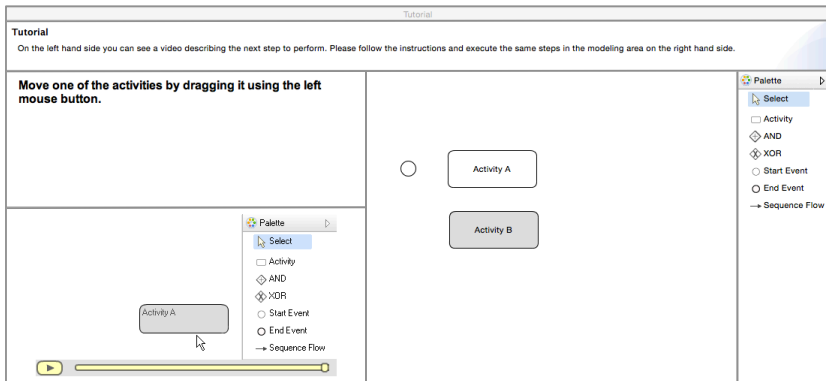 Tutorial
Tutorial
On the left hand side you can see a video describing the next step to perform. Please follow the instructions and execute the same steps in the modeling area on the right hand side.
Move one of the activities by dragging it using the left
mouse button.
Palette
Select
Activity
AND
XOR
Start Event
End Event
Sequence Flow
Activity A
Activity A
Activity B
Palette
Select
Activity
AND
XOR
Start Event
End Event
Sequence Flow